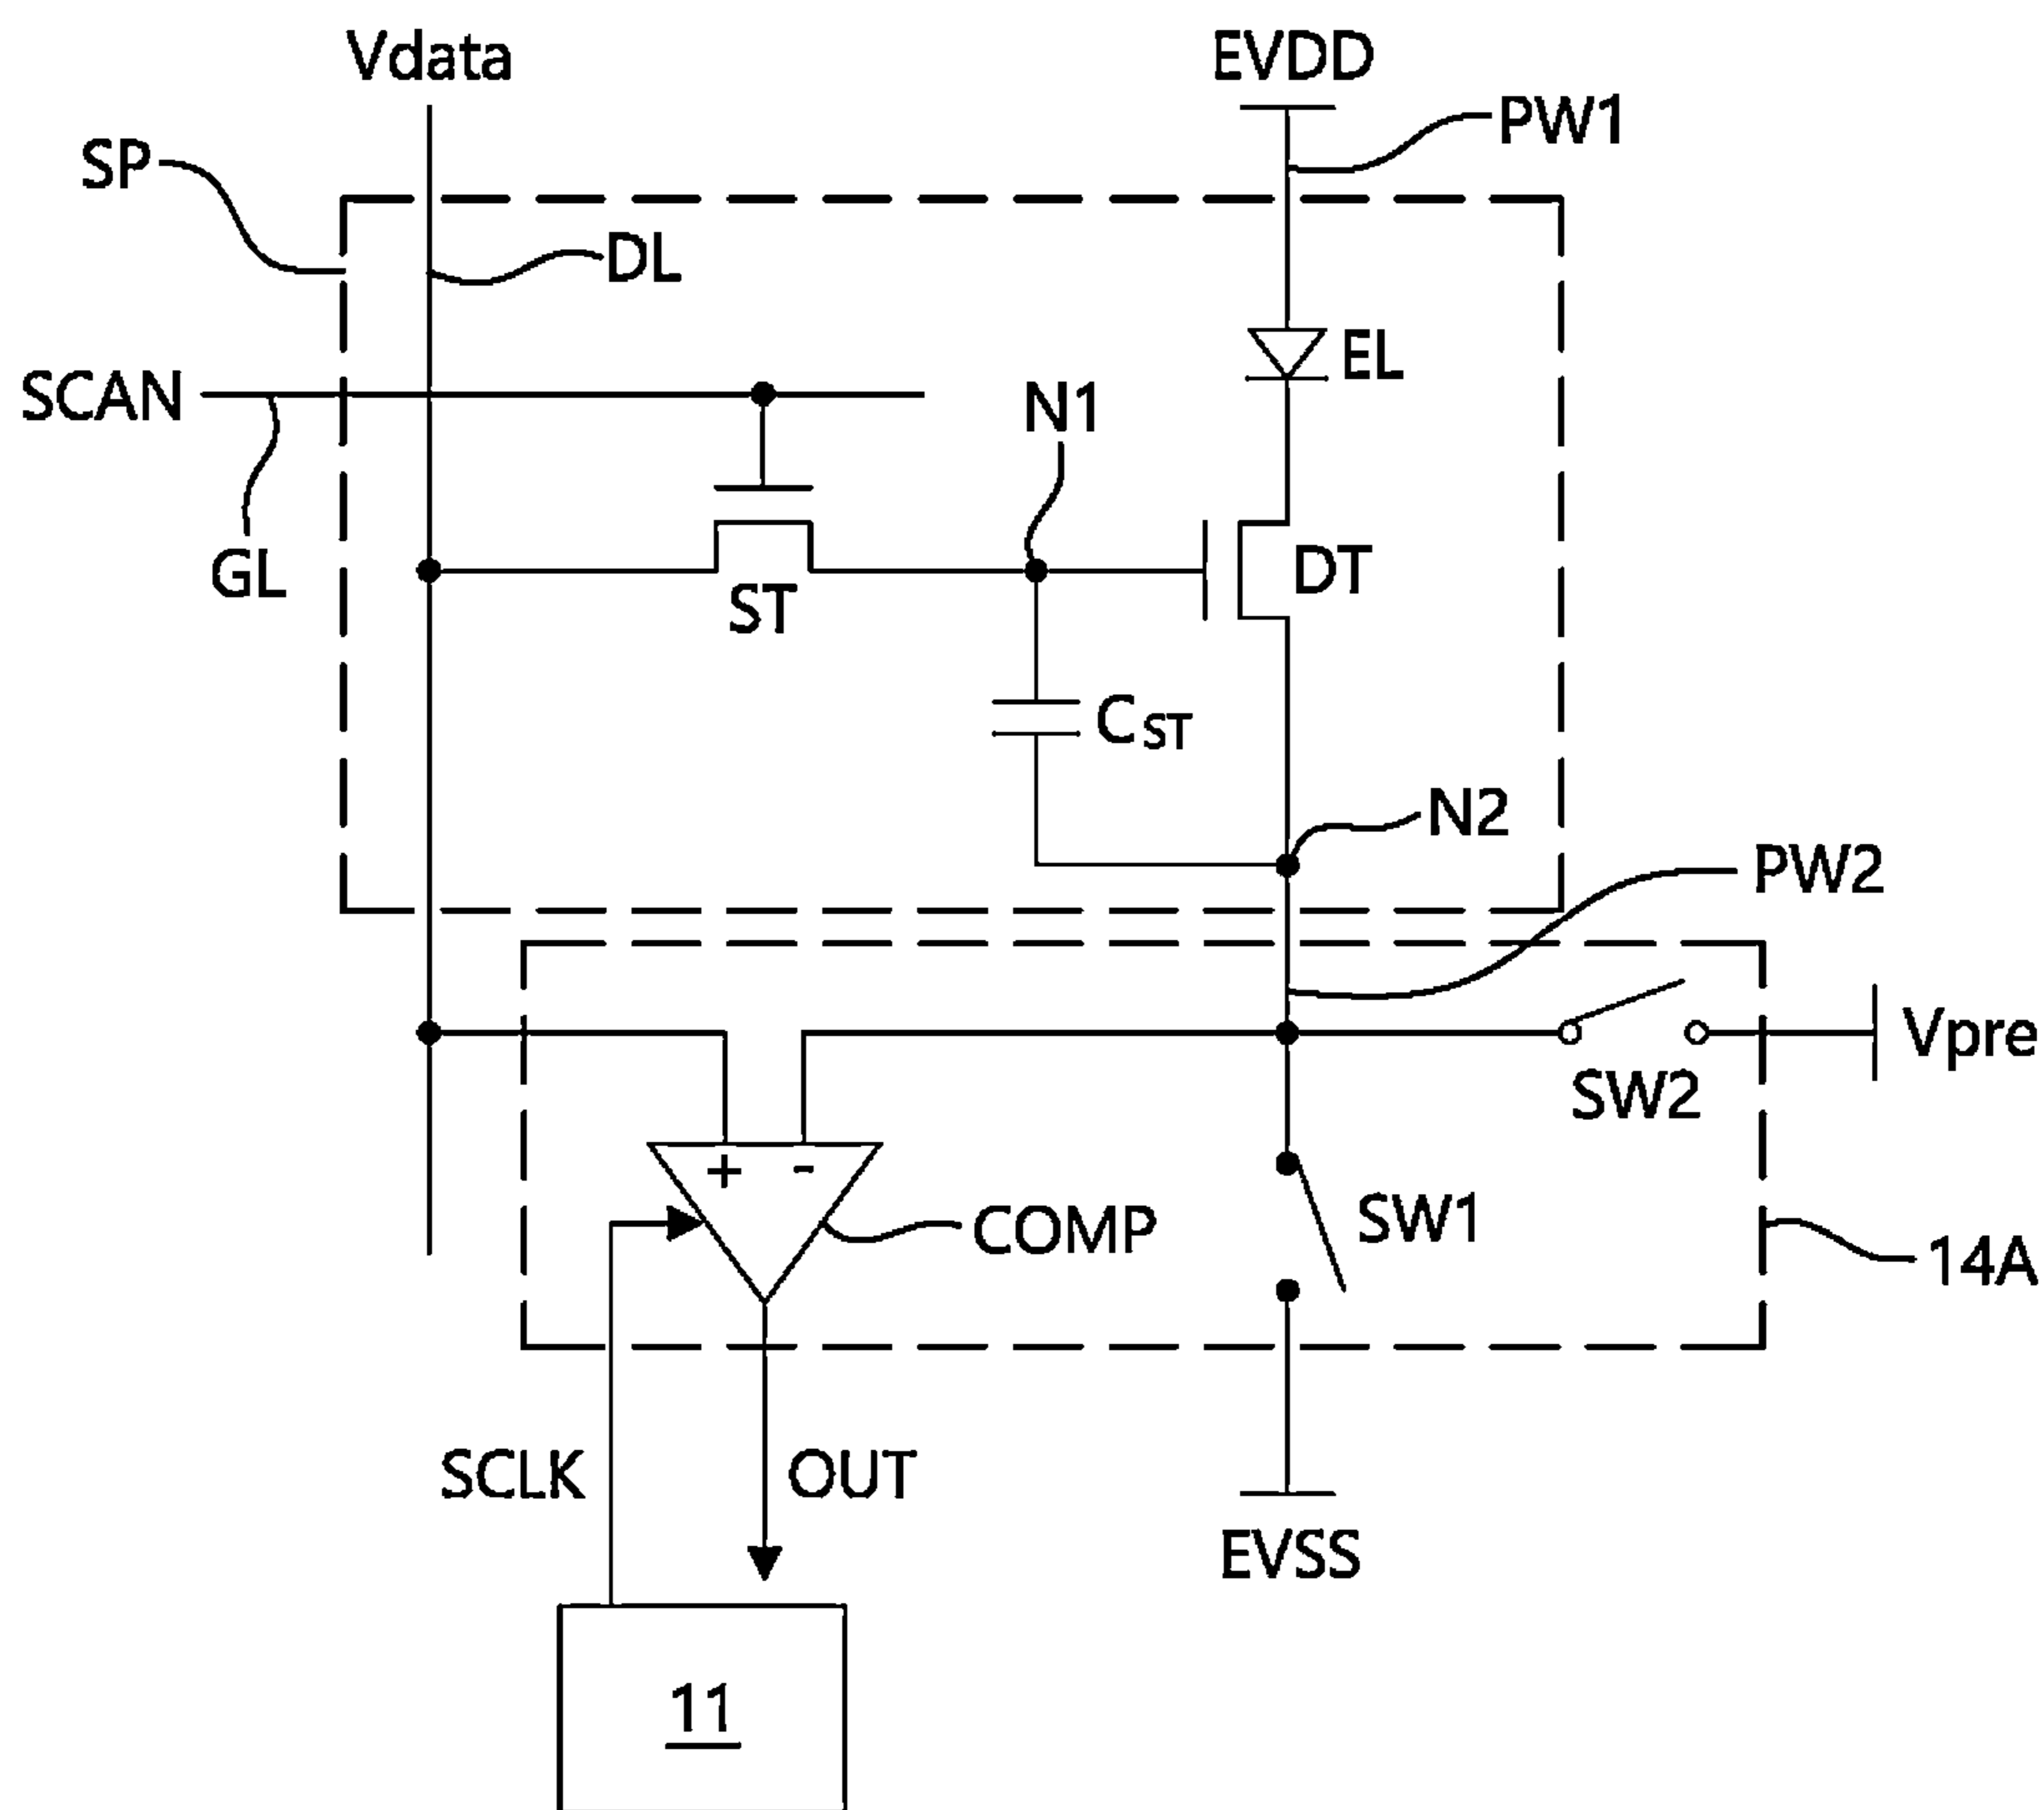 Vdata
EVDD
PW1
SP
DL
EL
SCAN
N1
GL
ST
DT
CST
N2
PW2
Vpre
SW2
+ -
COMP
SW1
14A
SCLK
OUT
EVSS
11